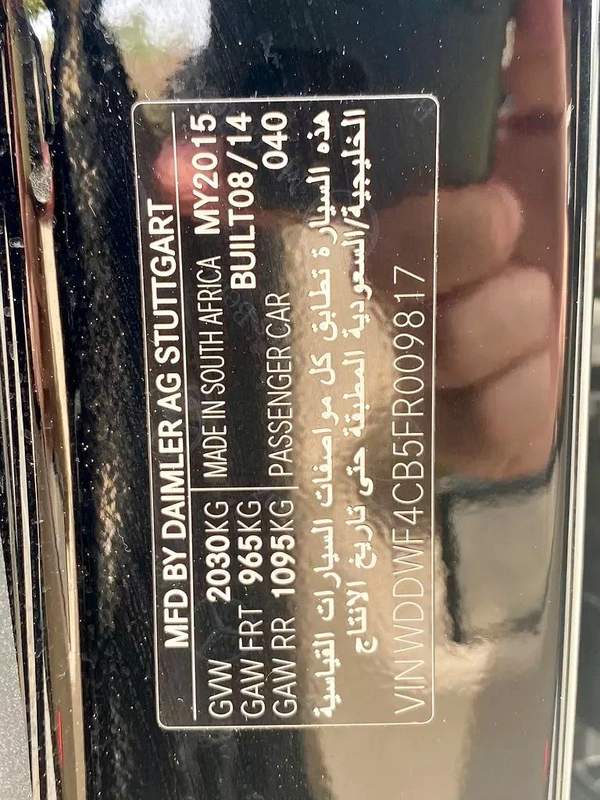 MFD BY DAIMLER AG STUTTGART
GVW 2030KG MADE IN SOUTH AFRICA MY2015
GAW FRT 965KG BUILT08/14
GAW RR 1095KG PASSENGER CAR 040
هذه السيارة تطابق كل مواصفات السيارات القياسية
الخليجية/السعودية المطبقة حتى تاريخ الانتاج
VIN WDDWF4CB5FR009817